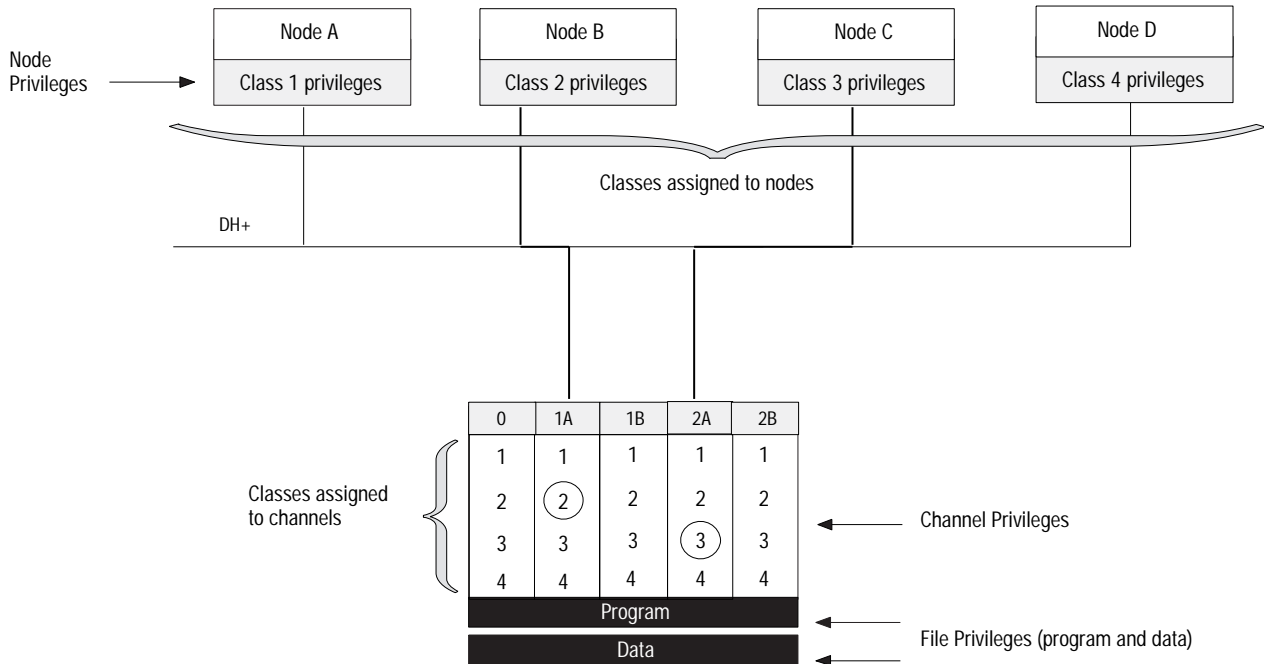 Node A
Node B
Node C
Node D
Node
Privileges
Class 1 privileges
Class 2 privileges
Class 3 privileges
Class 4 privileges
Classes assigned to nodes
DH+
0 1A 1B 2A 2B
1 1 1 1 1
2 2 2 2 2
3 3 3 3 3
4 4 4 4 4
Classes assigned
to channels
Channel Privileges
Program
Data
File Privileges (program and data)